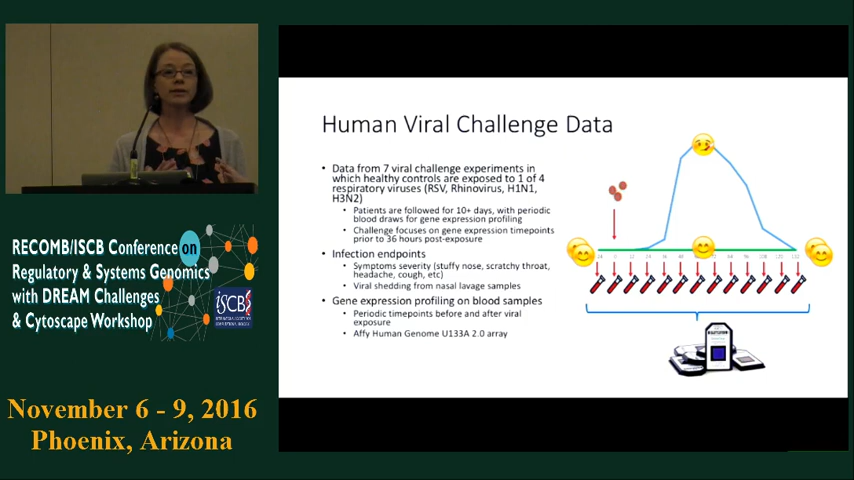 RECOMB/ISCB Conference on
Regulatory & Systems Genomics
with DREAM Challenges
& Cytoscape Workshop
ISCB
November 6 - 9, 2016
Phoenix, Arizona
Human Viral Challenge Data
• Data from 7 viral challenge experiments in
which healthy controls are exposed to 1 of 4
respiratory viruses (RSV, Rhinovirus, H1N1,
H3N2)
• Patients are followed for 10+ days, with periodic
blood draws for gene expression profiling
• Challenge focuses on gene expression timepoints
prior to 36 hours post-exposure
• Infection endpoints
• Symptoms severity (stuffy nose, scratchy throat,
headache, cough, etc)
• Viral shedding from nasal lavage samples
• Gene expression profiling on blood samples
• Periodic timepoints before and after viral
exposure
• Affy Human Genome U133A 2.0 array